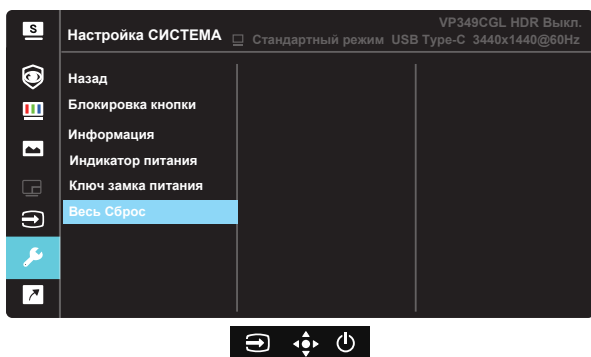 S
VP349CGL HDR Выкл.
Настройка СИСТЕМА
Стандартный режим USB Type-C 3440x1440@60Hz
Назад
Блокировка кнопки
Информация
Индикатор питания
Ключ замка питания
Весь Сброс